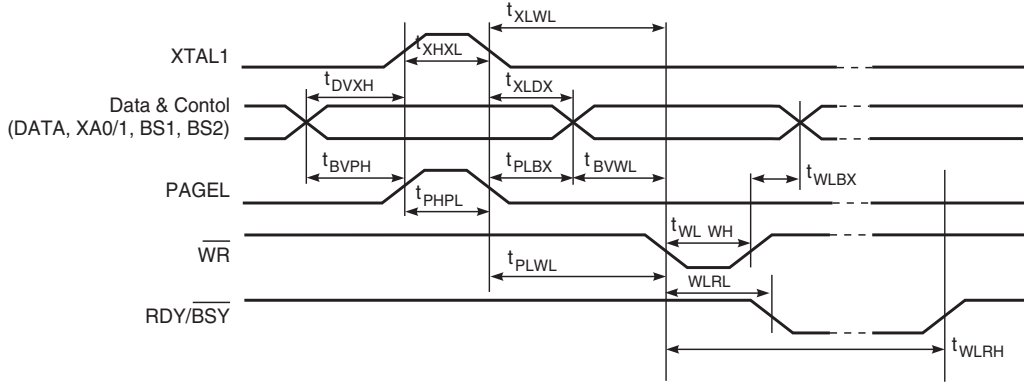 tXLWL
XTAL1
tXHXL
tDVXH
tXLDX
Data & Contol
(DATA, XA0/1, BS1, BS2)
tBVPH
tPLBX
tBVWL
tWLBX
PAGEL
tPHPL
tWL WH
WR
tPLWL
WLRL
RDY/BSY
tWLRH